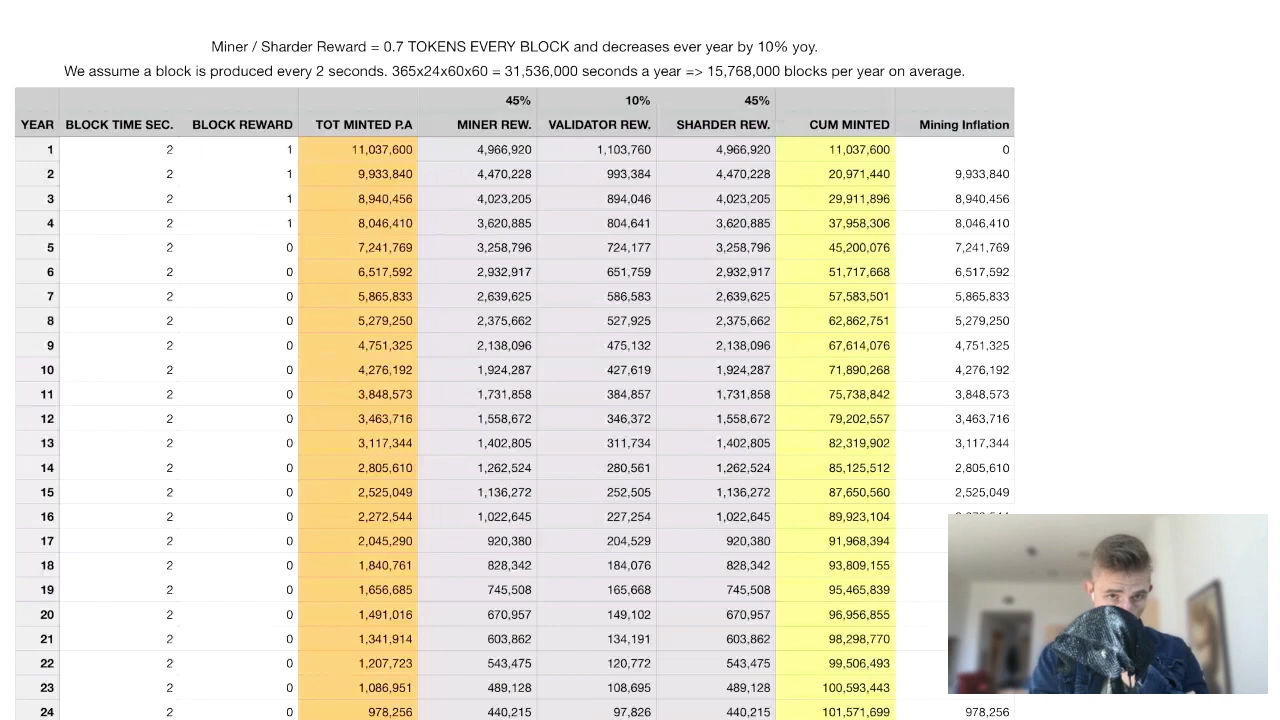 Miner / Sharder Reward = 0.7 TOKENS EVERY BLOCK and decreases ever year by 10% yoy.
We assume a block is produced every 2 seconds. 365x24x60x60 = 31,536,000 seconds a year => 15,768,000 blocks per year on average.
45% 10% 45%
YEAR BLOCK TIME SEC. BLOCK REWARD TOT MINTED P.A MINER REW. VALIDATOR REW. SHARDER REW. CUM MINTED Mining Inflation
1 2 1 11,037,600 4,966,920 1,103,760 4,966,920 11,037,600 0
2 2 1 9,933,840 4,470,228 993,384 4,470,228 20,971,440 9,933,840
3 2 1 8,940,456 4,023,205 894,046 4,023,205 29,911,896 8,940,456
4 2 1 8,046,410 3,620,885 804,641 3,620,885 37,958,306 8,046,410
5 2 0 7,241,769 3,258,796 724,177 3,258,796 45,200,076 7,241,769
6 2 0 6,517,592 2,932,917 651,759 2,932,917 51,717,668 6,517,592
7 2 0 5,865,833 2,639,625 586,583 2,639,625 57,583,501 5,865,833
8 2 0 5,279,250 2,375,662 527,925 2,375,662 62,862,751 5,279,250
9 2 0 4,751,325 2,138,096 475,132 2,138,096 67,614,076 4,751,325
10 2 0 4,276,192 1,924,287 427,619 1,924,287 71,890,268 4,276,192
11 2 0 3,848,573 1,731,858 384,857 1,731,858 75,738,842 3,848,573
12 2 0 3,463,716 1,558,672 346,372 1,558,672 79,202,557 3,463,716
13 2 0 3,117,344 1,402,805 311,734 1,402,805 82,319,902 3,117,344
14 2 0 2,805,610 1,262,524 280,561 1,262,524 85,125,512 2,805,610
15 2 0 2,525,049 1,136,272 252,505 1,136,272 87,650,560 2,525,049
16 2 0 2,272,544 1,022,645 227,254 1,022,645 89,923,104
17 2 0 2,045,290 920,380 204,529 920,380 91,968,394
18 2 0 1,840,761 828,342 184,076 828,342 93,809,155
19 2 0 1,656,685 745,508 165,668 745,508 95,465,839
20 2 0 1,491,016 670,957 149,102 670,957 96,956,855
21 2 0 1,341,914 603,862 134,191 603,862 98,298,770
22 2 0 1,207,723 543,475 120,772 543,475 99,506,493
23 2 0 1,086,951 489,128 108,695 489,128 100,593,443
24 2 0 978,256 440,215 97,826 440,215 101,571,699 978,256